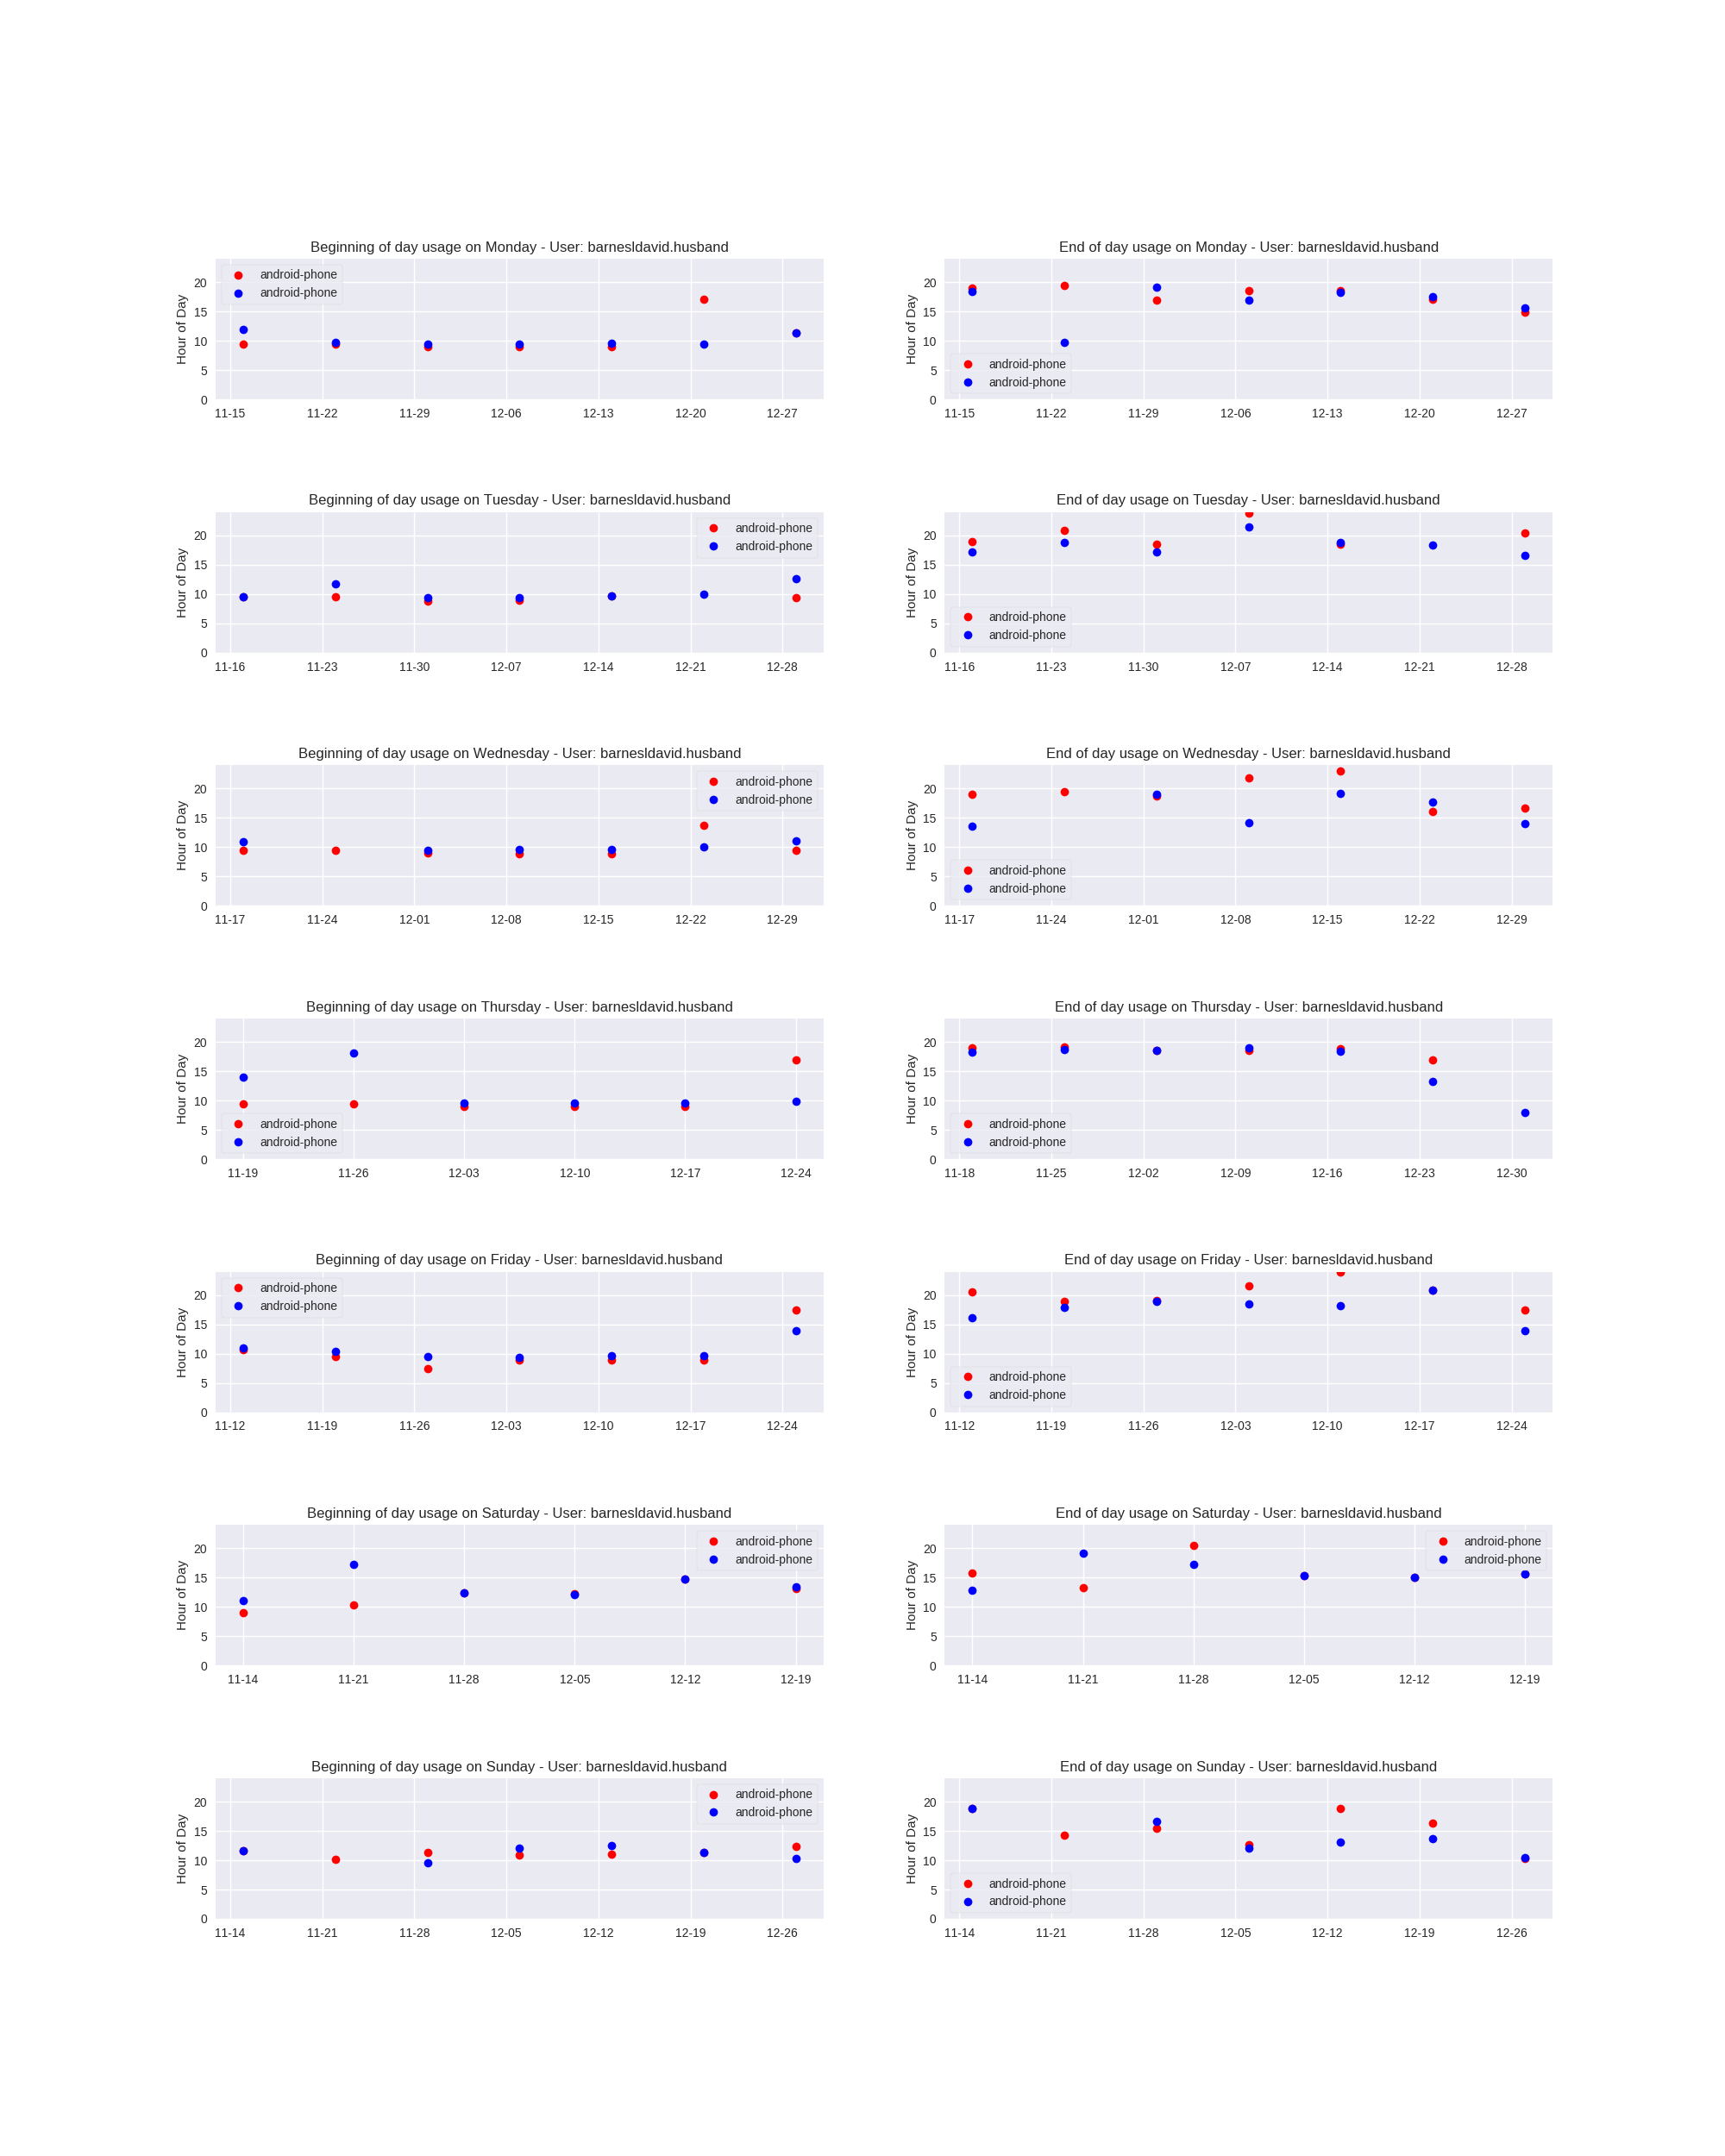 Beginning of day usage on Monday - User: barnesldavid.husband
Hour of Day
20
15
10
5
0
android-phone
android-phone
11-15 11-22 11-29 12-06 12-13 12-20 12-27
End of day usage on Monday - User: barnesldavid.husband
Hour of Day
20
15
10
5
0
android-phone
android-phone
11-15 11-22 11-29 12-06 12-13 12-20 12-27
Beginning of day usage on Tuesday - User: barnesldavid.husband
Hour of Day
20
15
10
5
0
android-phone
android-phone
11-16 11-23 11-30 12-07 12-14 12-21 12-28
End of day usage on Tuesday - User: barnesldavid.husband
Hour of Day
20
15
10
5
0
android-phone
android-phone
11-16 11-23 11-30 12-07 12-14 12-21 12-28
Beginning of day usage on Wednesday - User: barnesldavid.husband
Hour of Day
20
15
10
5
0
android-phone
android-phone
11-17 11-24 12-01 12-08 12-15 12-22 12-29
End of day usage on Wednesday - User: barnesldavid.husband
Hour of Day
20
15
10
5
0
android-phone
android-phone
11-17 11-24 12-01 12-08 12-15 12-22 12-29
Beginning of day usage on Thursday - User: barnesldavid.husband
Hour of Day
20
15
10
5
0
android-phone
android-phone
11-19 11-26 12-03 12-10 12-17 12-24
End of day usage on Thursday - User: barnesldavid.husband
Hour of Day
20
15
10
5
0
android-phone
android-phone
11-18 11-25 12-02 12-09 12-16 12-23 12-30
Beginning of day usage on Friday - User: barnesldavid.husband
Hour of Day
20
15
10
5
0
android-phone
android-phone
11-12 11-19 11-26 12-03 12-10 12-17 12-24
End of day usage on Friday - User: barnesldavid.husband
Hour of Day
20
15
10
5
0
android-phone
android-phone
11-12 11-19 11-26 12-03 12-10 12-17 12-24
Beginning of day usage on Saturday - User: barnesldavid.husband
Hour of Day
20
15
10
5
0
android-phone
android-phone
11-14 11-21 11-28 12-05 12-12 12-19
End of day usage on Saturday - User: barnesldavid.husband
Hour of Day
20
15
10
5
0
android-phone
android-phone
11-14 11-21 11-28 12-05 12-12 12-19
Beginning of day usage on Sunday - User: barnesldavid.husband
Hour of Day
20
15
10
5
0
android-phone
android-phone
11-14 11-21 11-28 12-05 12-12 12-19 12-26
End of day usage on Sunday - User: barnesldavid.husband
Hour of Day
20
15
10
5
0
android-phone
android-phone
11-14 11-21 11-28 12-05 12-12 12-19 12-26